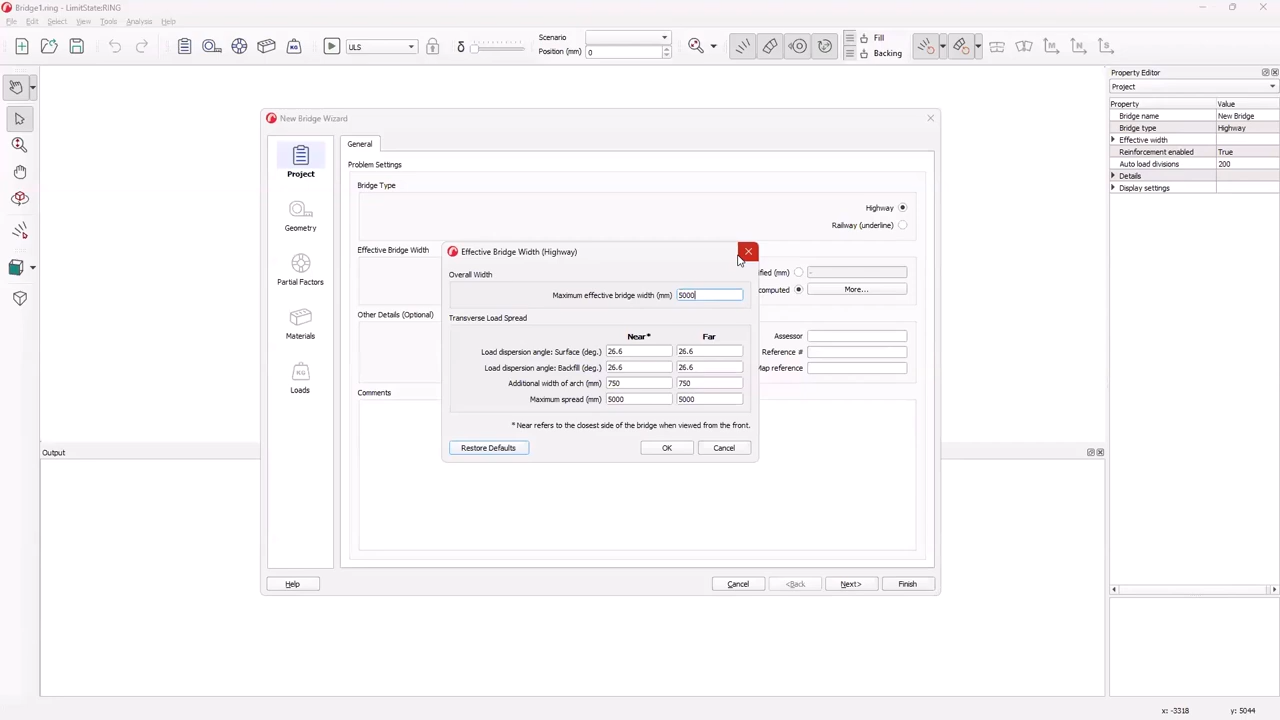 Bridge1.ring - LimitState:RING
File Edit Select View Tools Analysis Help
ULS
δ
Scenario
Position (mm) 0
Fill
Backing
Property Editor
Project
Property Value
Bridge name New Bridge
Bridge type Highway
Effective width
Reinforcement enabled True
Auto load divisions 200
Details
Display settings
New Bridge Wizard
Project
Geometry
Partial Factors
Materials
Loads
General
Problem Settings
Bridge Type
Highway
Railway (underline)
Effective Bridge Width
ified (mm) -
computed More...
Other Details (Optional)
Assessor
Reference #
Map reference
Comments
Effective Bridge Width (Highway)
Overall Width
Maximum effective bridge width (mm) 5000
Transverse Load Spread
Near* Far
Load dispersion angle: Surface (deg.) 26.6 26.6
Load dispersion angle: Backfill (deg.) 26.6 26.6
Additional width of arch (mm) 750 750
Maximum spread (mm) 5000 5000
* Near refers to the closest side of the bridge when viewed from the front.
Restore Defaults OK Cancel
Help Cancel <Back Next> Finish
Output
x: -3318 y: 5044